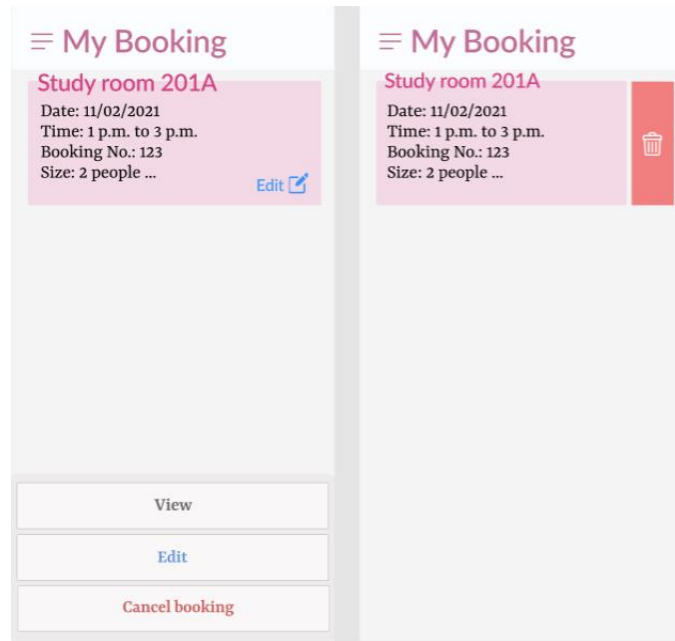 My Booking
Study room 201A
Date: 11/02/2021
Time: 1 p.m. to 3 p.m.
Booking No.: 123
Size: 2 people ...
Edit
View
Edit
Cancel booking
My Booking
Study room 201A
Date: 11/02/2021
Time: 1 p.m. to 3 p.m.
Booking No.: 123
Size: 2 people ...